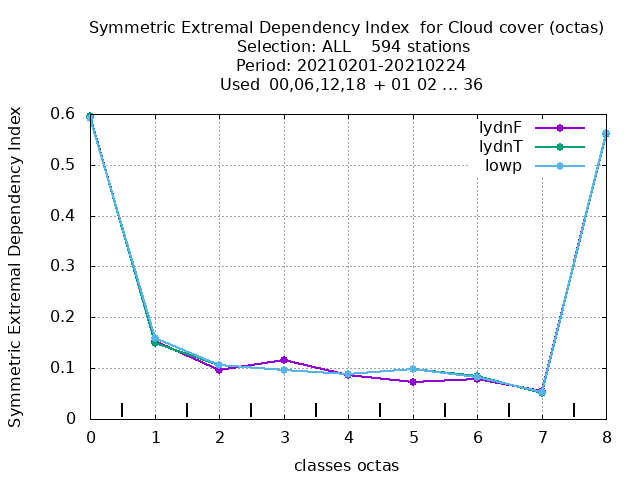 Symmetric Extremal Dependency Index  for Cloud cover (octas)
Selection: ALL    594 stations
Period: 20210201-20210224
Used  00,06,12,18  + 01 02 ... 36
Symmetric Extremal Dependency Index
0.6
0.5
0.4
0.3
0.2
0.1
0
lydnF
lydnT
lowp
0 1 2 3 4 5 6 7 8
classes octas